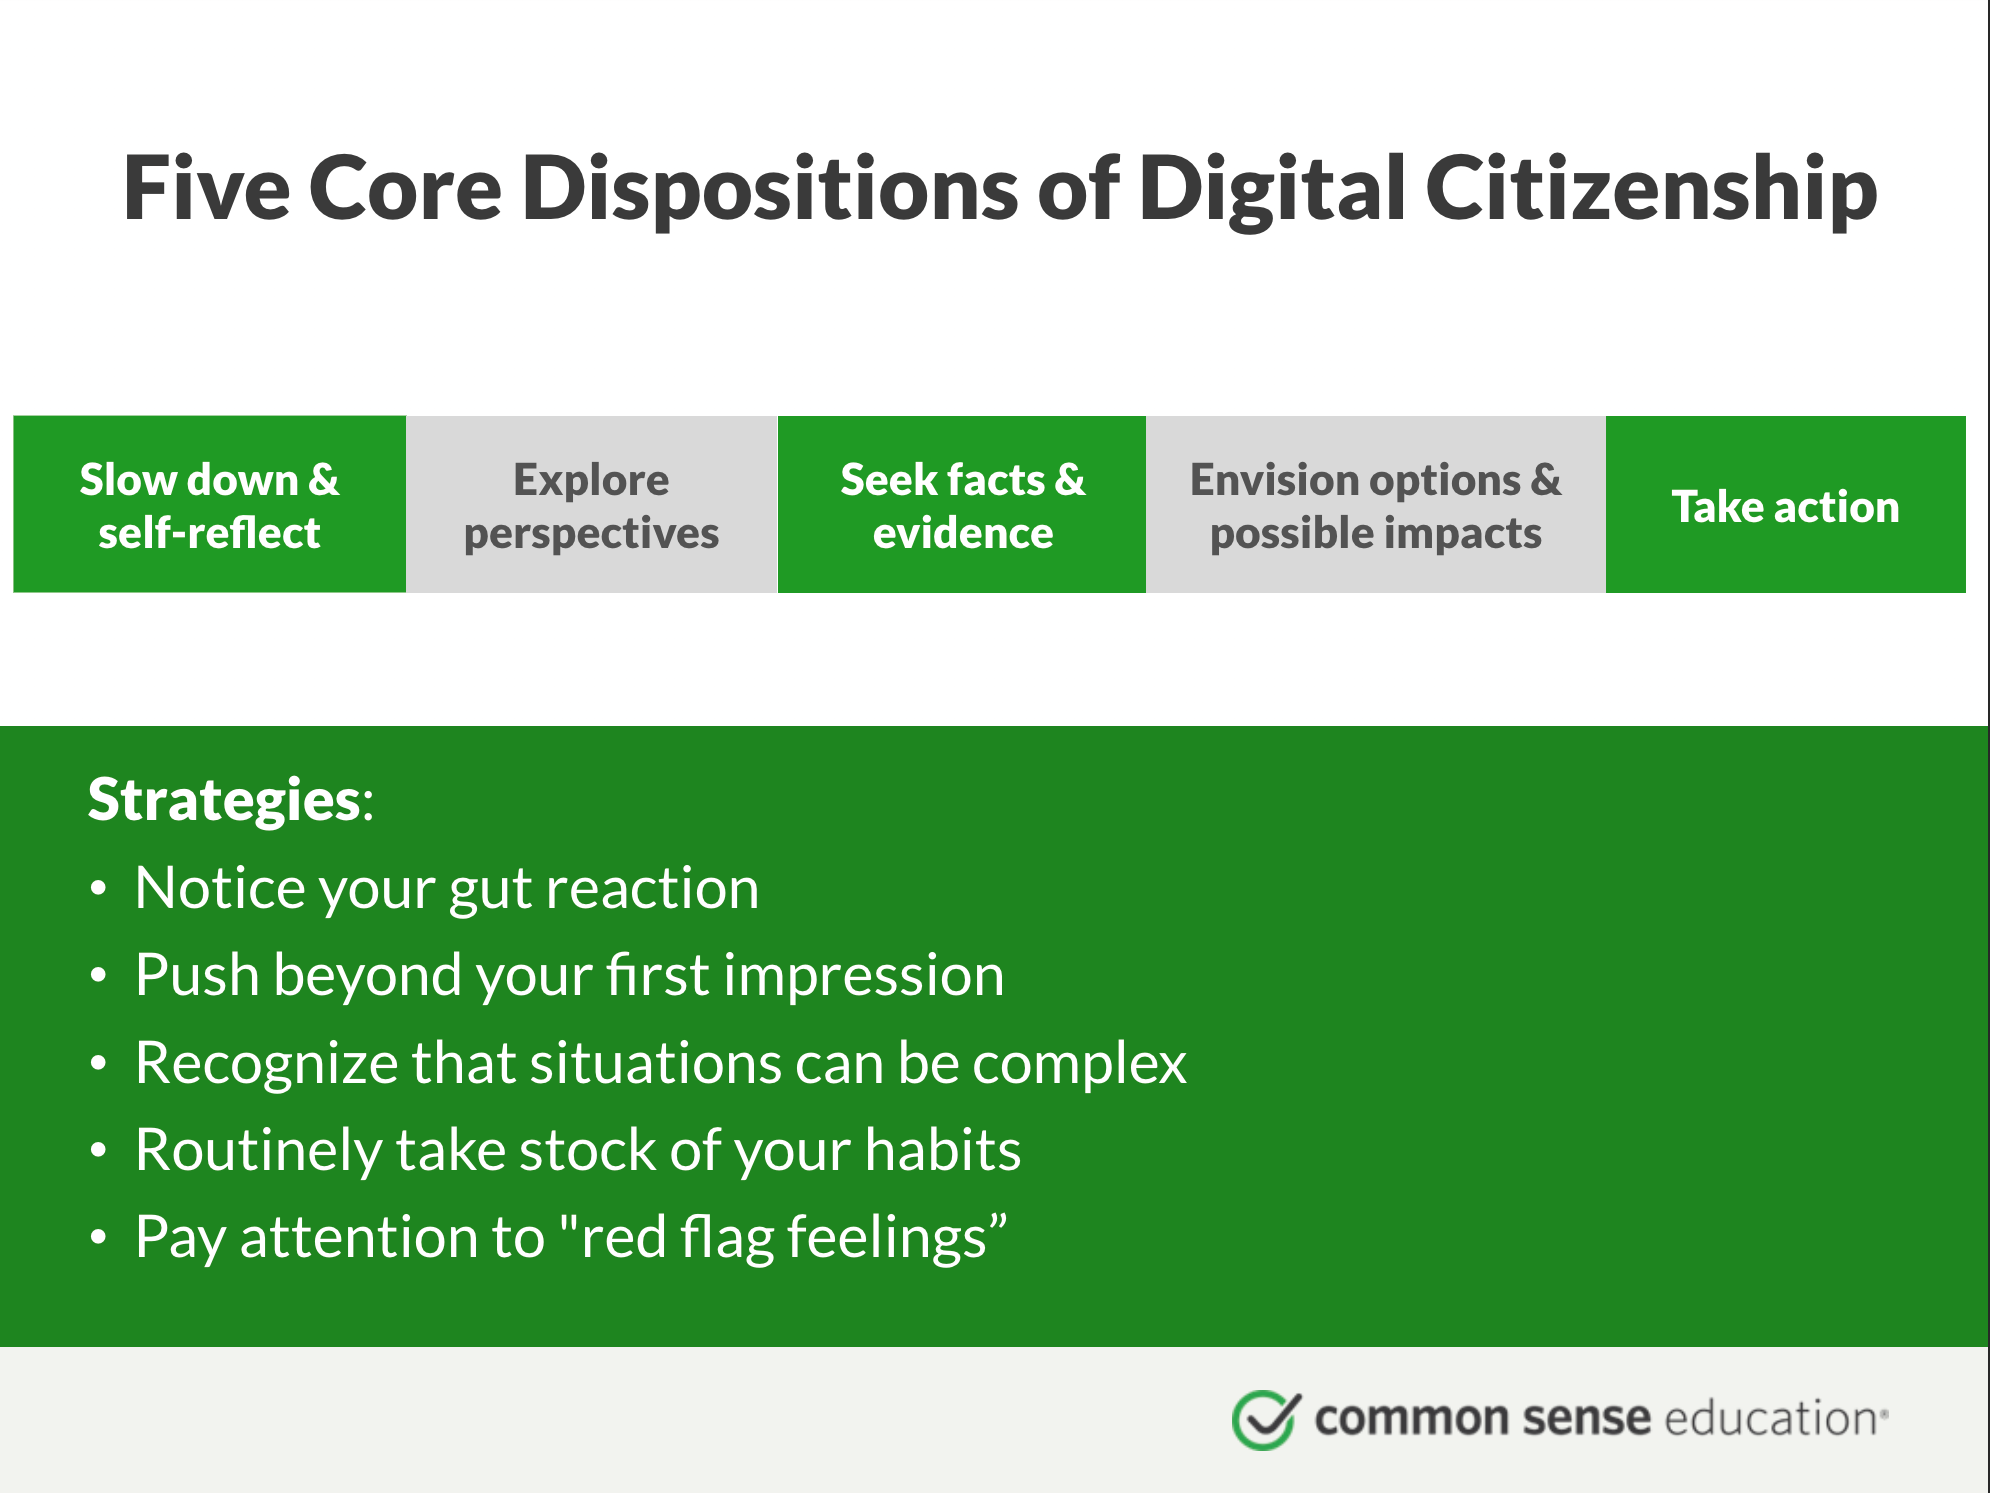 Five Core Dispositions of Digital Citizenship
Slow down &
self-reflect
Explore
perspectives
Seek facts &
evidence
Envision options &
possible impacts
Take action
Strategies:
• Notice your gut reaction
• Push beyond your first impression
• Recognize that situations can be complex
• Routinely take stock of your habits
• Pay attention to "red flag feelings”
common sense education®